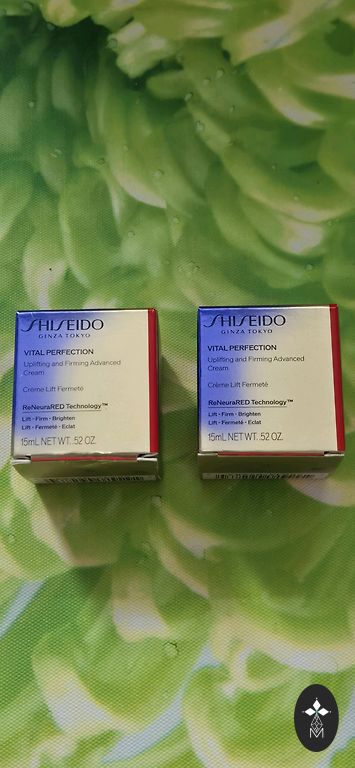 SHISEIDO
GINZA TOKYO
VITAL PERFECTION
Uplifting and Firming Advanced
Cream
Crème Lift Fermeté
ReNeuraRED Technology™
Lift • Firm • Brighten
Lift • Fermeté • Eclat
15mL NET WT. .52 OZ.
SHISEIDO
GINZA TOKYO
VITAL PERFECTION
Uplifting and Firming Advanced
Cream
Crème Lift Fermeté
ReNeuraRED Technology™
Lift • Firm • Brighten
Lift • Fermeté • Eclat
15mL NET WT. .52 OZ.
M